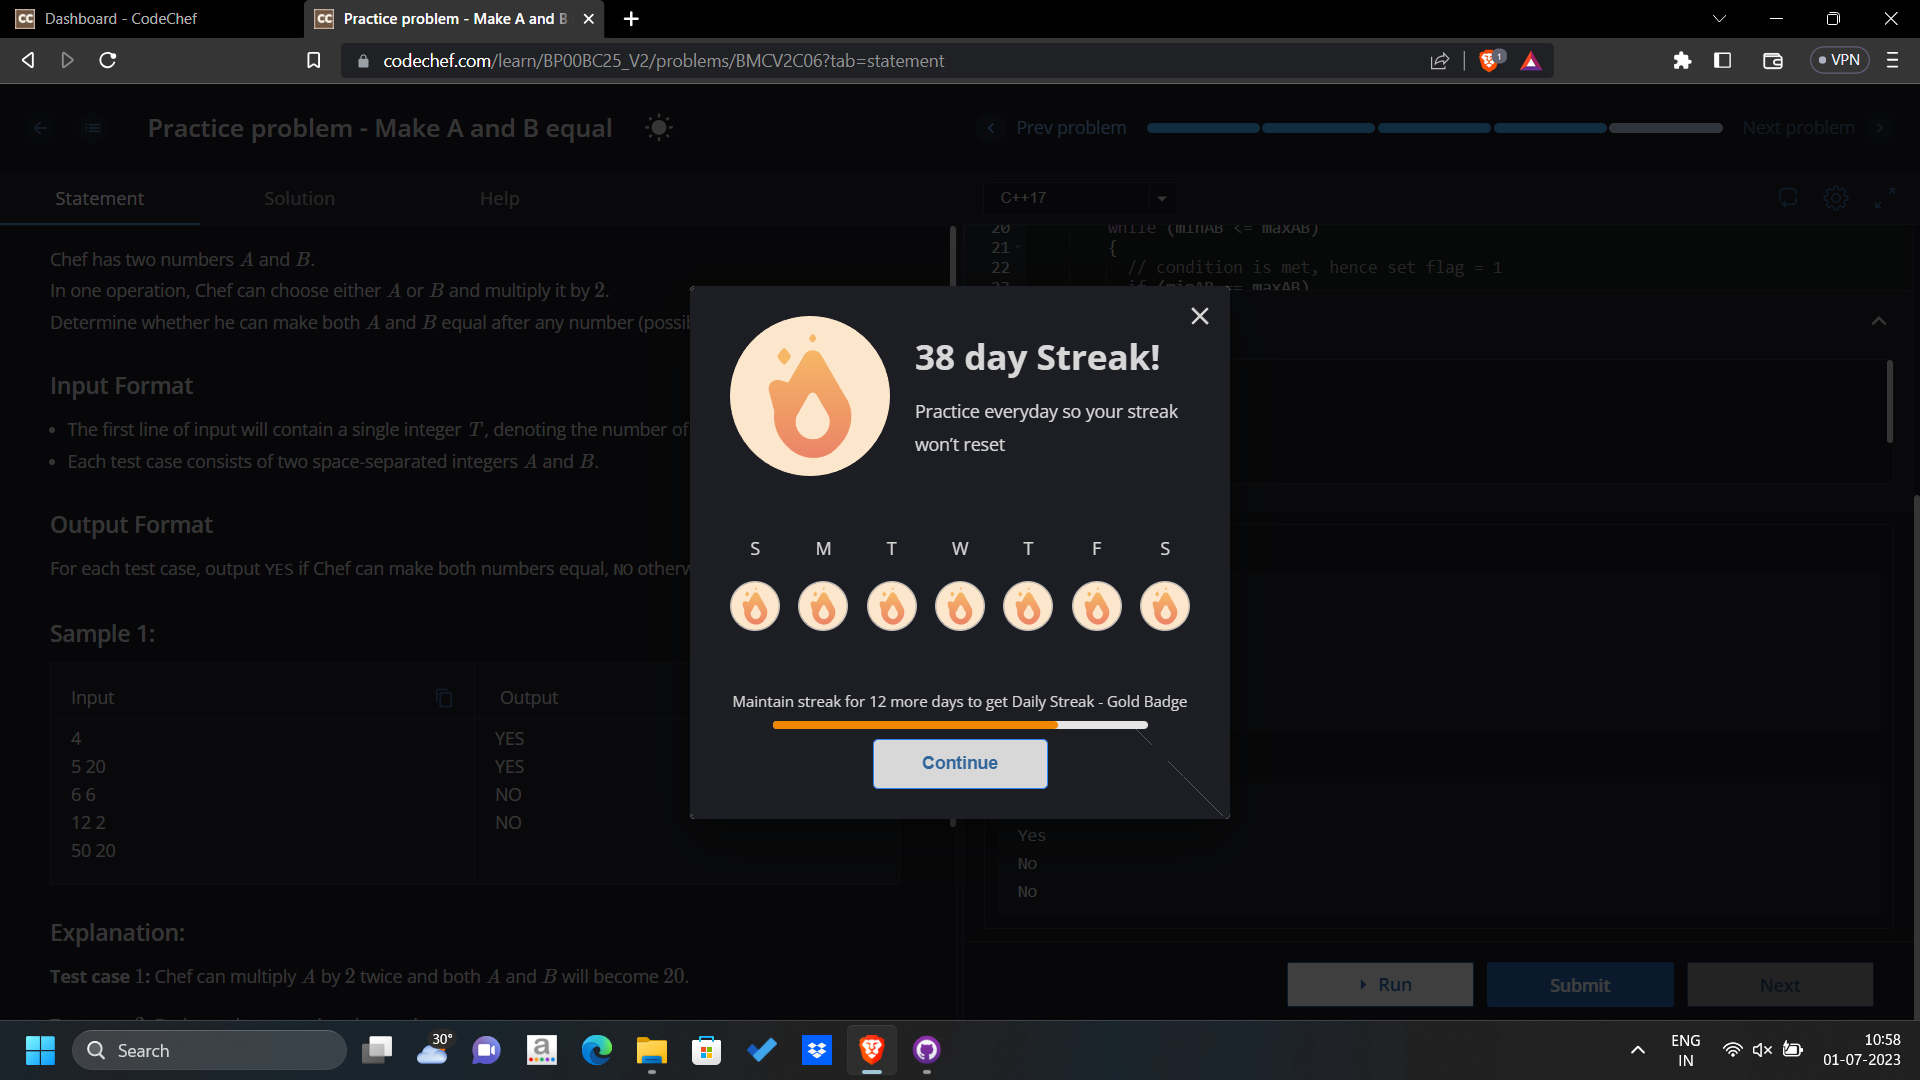 Dashboard - CodeChef
Practice problem - Make A and B
codechef.com/learn/BP00BC25_V2/problems/BMCV2C06?tab=statement
1
VPN
Practice problem - Make A and B equal
Prev problem
Next problem
Statement
Solution
Help
C++17
Chef has two numbers A and B.
In one operation, Chef can choose either A or B and multiply it by 2.
Determine whether he can make both A and B equal after any number
Input Format
• The first line of input will contain a single integer T, denoting the number of
• Each test case consists of two space-separated integers A and B.
Output Format
For each test case, output YES if Chef can make both numbers equal, NO
Sample 1:
Input
Output
4
5 20
6 6
12 2
50 20
YES
YES
NO
NO
Explanation:
Test case 1: Chef can multiply A by 2 twice and both A and B will become 20.
20 while (minAB <= maxAB)
21 {
22 // condition is met, hence set flag = 1
23 if (minAB == maxAB)
38 day Streak!
Practice everyday so your streak
won't reset
S M T W T F S
Maintain streak for 12 more days to get Daily Streak - Gold Badge
Continue
Yes
No
No
Run
Submit
Next
Search
30°
ENG
IN
10:58
01-07-2023